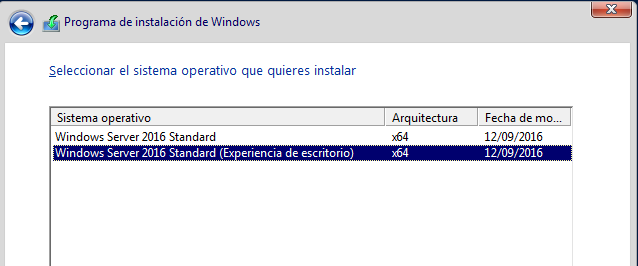 Programa de instalación de Windows
Seleccionar el sistema operativo que quieres instalar
Sistema operativo Arquitectura Fecha de mo...
Windows Server 2016 Standard x64 12/09/2016
Windows Server 2016 Standard (Experiencia de escritorio) x64 12/09/2016